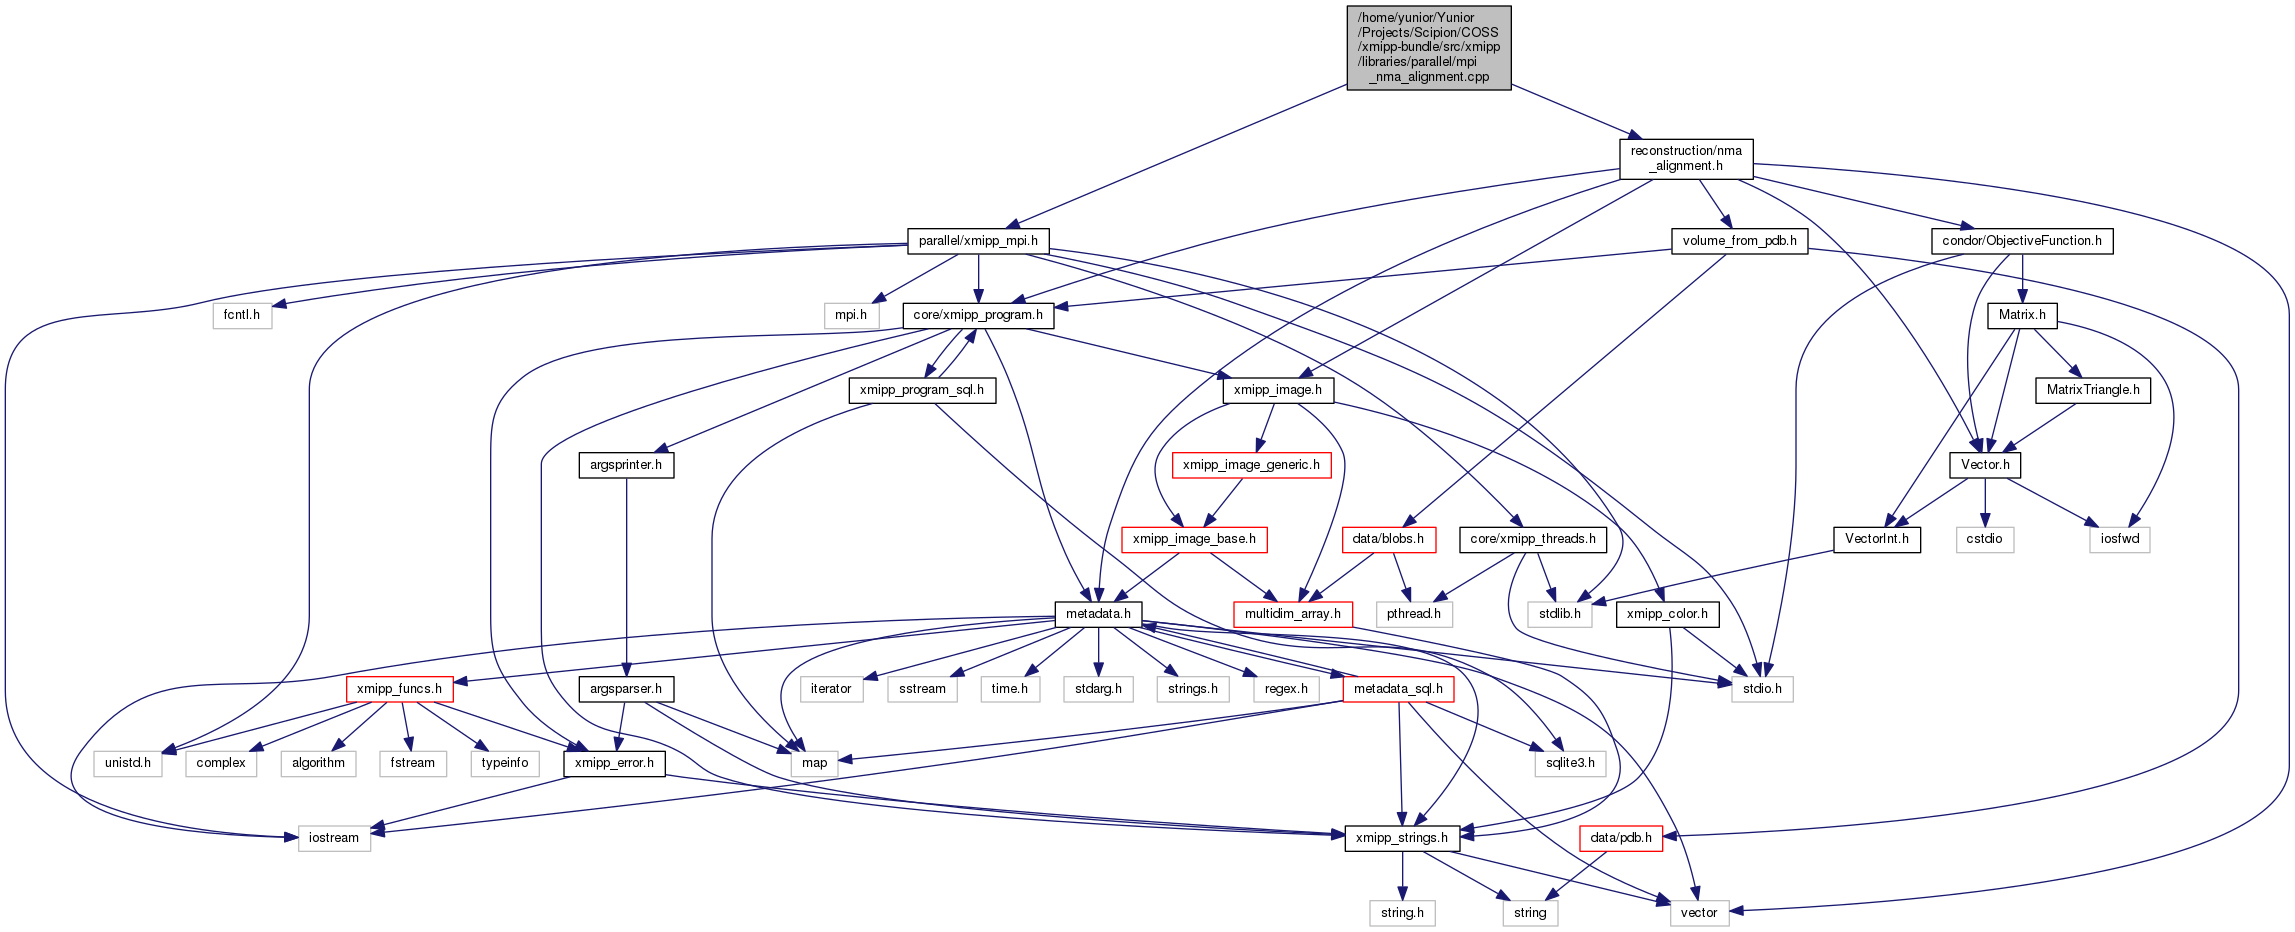 /home/yunior/Yunior
/Projects/Scipion/COSS
/xmipp-bundle/src/xmipp
/libraries/parallel/mpi
_nma_alignment.cpp
reconstruction/nma
_alignment.h
parallel/xmipp_mpi.h
volume_from_pdb.h
condor/ObjectiveFunction.h
fcntl.h
mpi.h
core/xmipp_program.h
Matrix.h
xmipp_program_sql.h
xmipp_image.h
MatrixTriangle.h
argsprinter.h
xmipp_image_generic.h
Vector.h
xmipp_image_base.h
data/blobs.h
core/xmipp_threads.h
VectorInt.h
cstdio
iosfwd
metadata.h
multidim_array.h
pthread.h
stdlib.h
xmipp_color.h
xmipp_funcs.h
argsparser.h
iterator
sstream
time.h
stdarg.h
strings.h
regex.h
metadata_sql.h
stdio.h
unistd.h
complex
algorithm
fstream
typeinfo
xmipp_error.h
map
sqlite3.h
iostream
xmipp_strings.h
data/pdb.h
string.h
string
vector